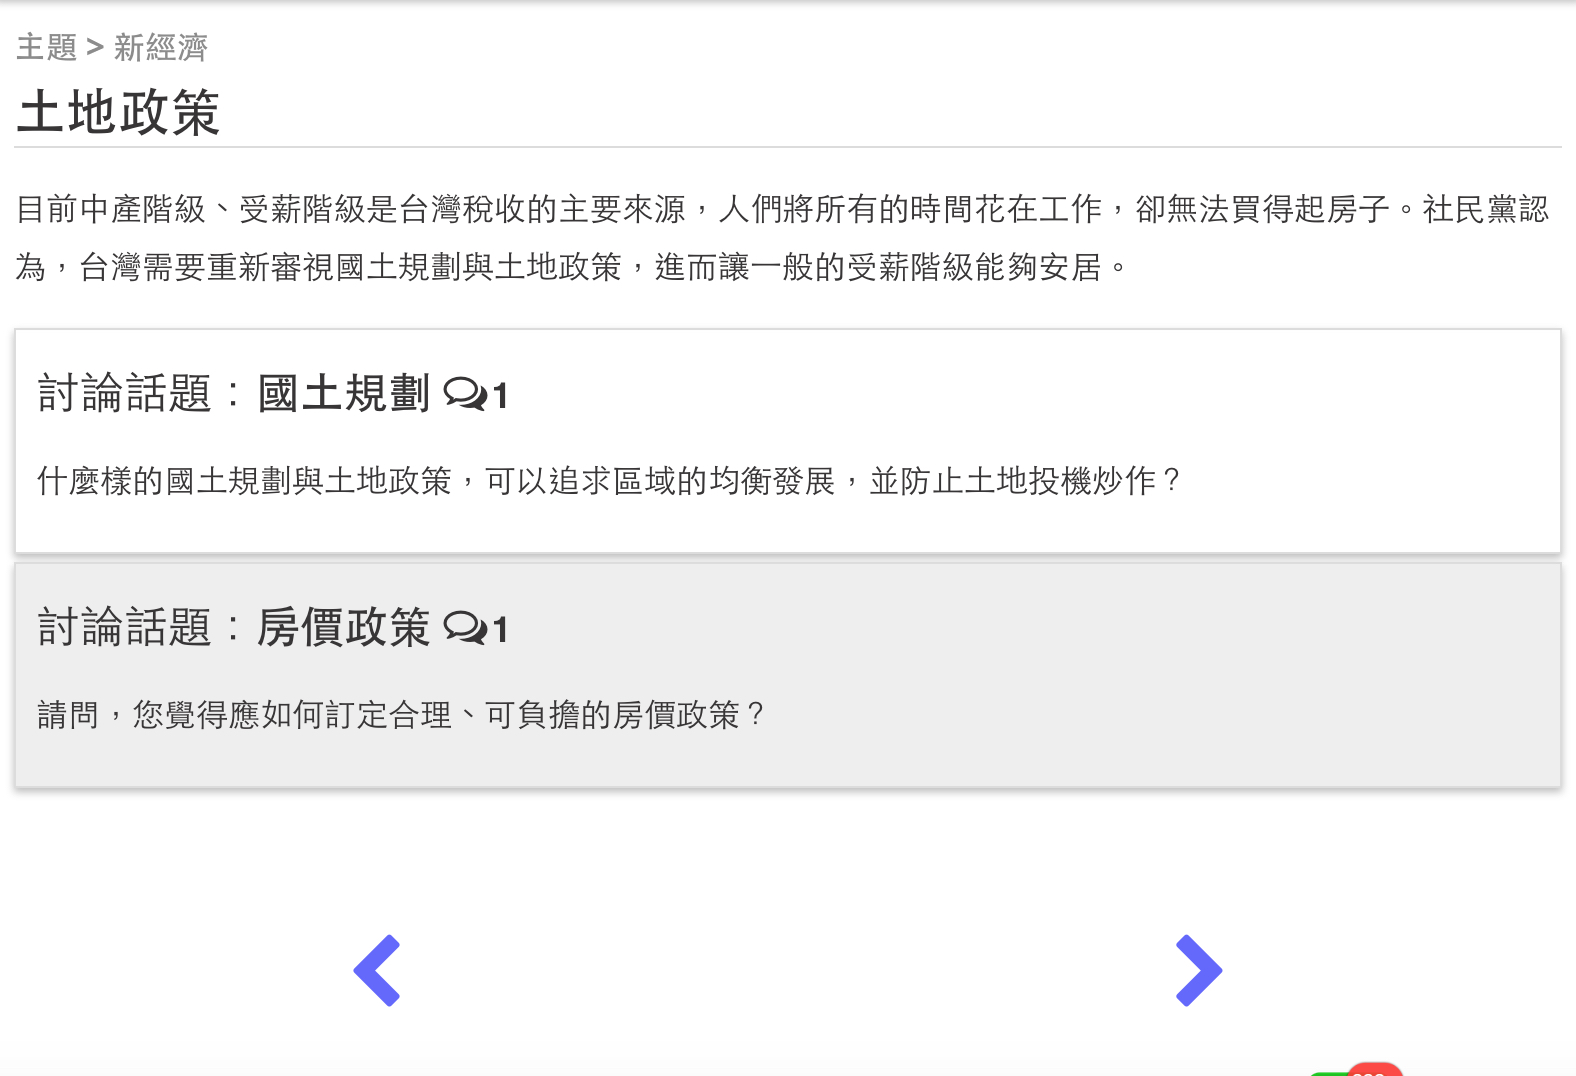 主題 > 新經濟
土地政策
目前中產階級、受薪階級是台灣稅收的主要來源，人們將所有的時間花在工作，卻無法買得起房子。社民黨認
為，台灣需要重新審視國土規劃與土地政策，進而讓一般的受薪階級能夠安居。
討論話題：國土規劃 1
什麼樣的國土規劃與土地政策，可以追求區域的均衡發展，並防止土地投機炒作？
討論話題：房價政策 1
請問，您覺得應如何訂定合理、可負擔的房價政策？